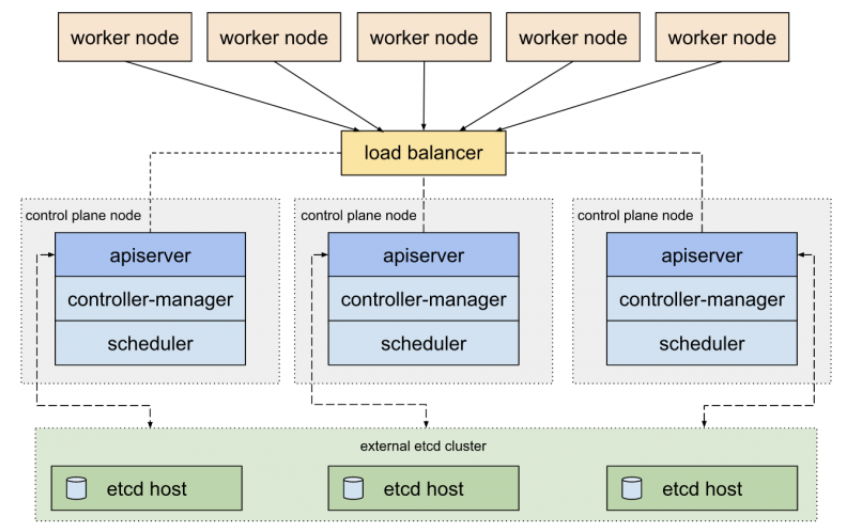 worker node
worker node
worker node
worker node
worker node
load balancer
control plane node
control plane node
control plane node
apiserver
apiserver
apiserver
controller-manager
controller-manager
controller-manager
scheduler
scheduler
scheduler
external etcd cluster
etcd host
etcd host
etcd host